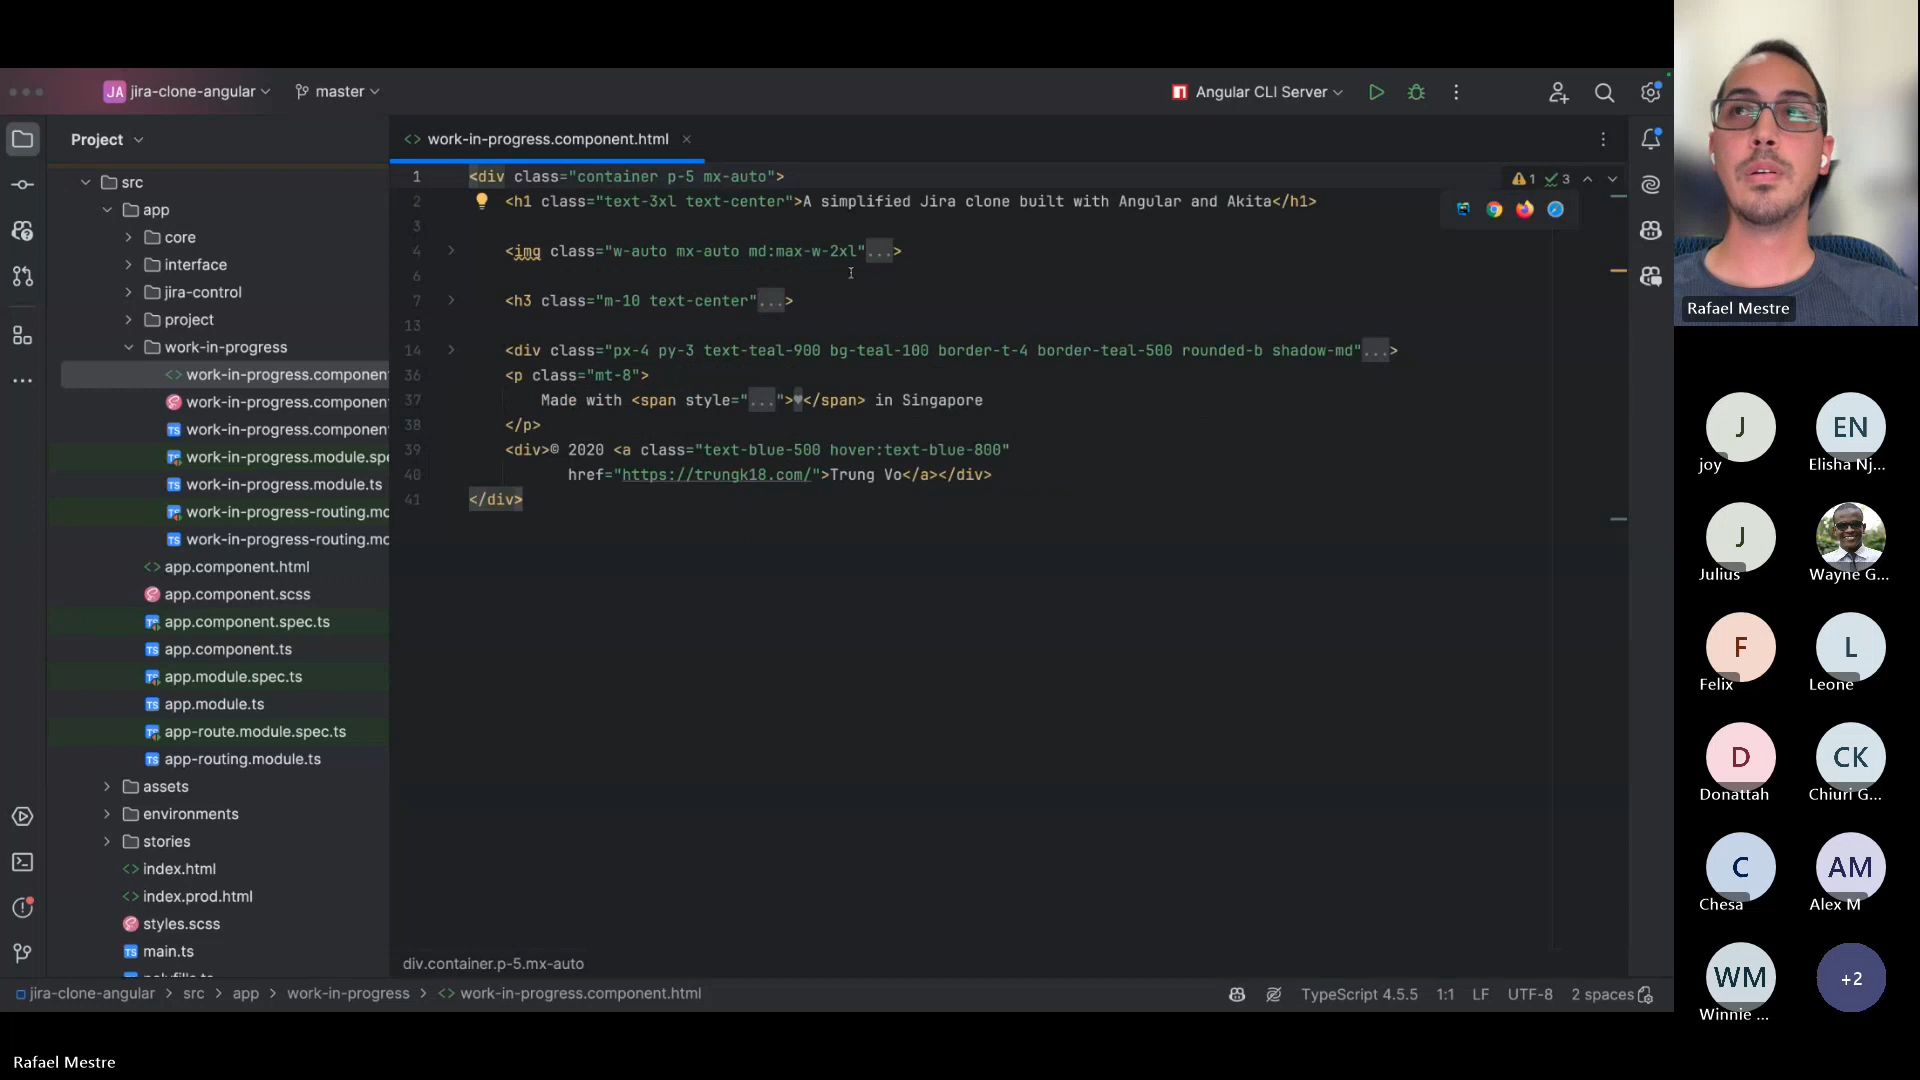 JA jira-clone-angular
master
Angular CLI Server
Project
src
app
core
interface
jira-control
project
work-in-progress
work-in-progress.component
work-in-progress.component
work-in-progress.component
work-in-progress.module.spe
work-in-progress.module.ts
work-in-progress-routing.mo
work-in-progress-routing.mo
app.component.html
app.component.scss
app.component.spec.ts
app.component.ts
app.module.spec.ts
app.module.ts
app-route.module.spec.ts
app-routing.module.ts
assets
environments
stories
index.html
index.prod.html
styles.scss
main.ts
polyfills.ts
<> work-in-progress.component.html
1 <div class="container p-5 mx-auto">
1 3
2 <h1 class="text-3xl text-center">A simplified Jira clone built with Angular and Akita</h1>
3
4 <img class="w-auto mx-auto md:max-w-2xl"...>
6
7 <h3 class="m-10 text-center"...>
13
14 <div class="px-4 py-3 text-teal-900 bg-teal-100 border-t-4 border-teal-500 rounded-b shadow-md"...>
36 <p class="mt-8">
37 Made with <span style="...">♥</span> in Singapore
38 </p>
39 <div>© 2020 <a class="text-blue-500 hover:text-blue-800"
40 href="https://trungk18.com/">Trung Vo</a></div>
41 </div>
div.container.p-5.mx-auto
jira-clone-angular > src > app > work-in-progress > <> work-in-progress.component.html
TypeScript 4.5.5 1:1 LF UTF-8 2 spaces
Rafael Mestre
Rafael Mestre
J
joy
EN
Elisha Nj...
J
Julius
Wayne G...
F
Felix
L
Leone
D
Donattah
CK
Chiuri G...
C
Chesa
AM
Alex M
WM
Winnie ...
+2